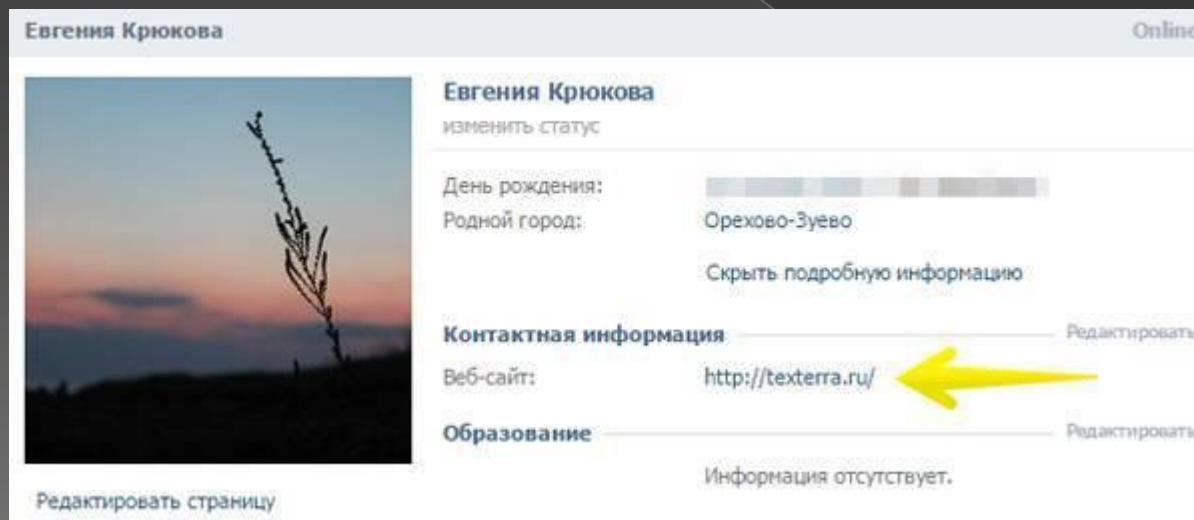 Евгения Крюкова
Online
Евгения Крюкова
изменить статус
День рождения:
Родной город: Орехово-Зуево
Скрыть подробную информацию
Контактная информация Редактировать
Веб-сайт: http://texterra.ru/
Образование Редактировать
Информация отсутствует.
Редактировать страницу